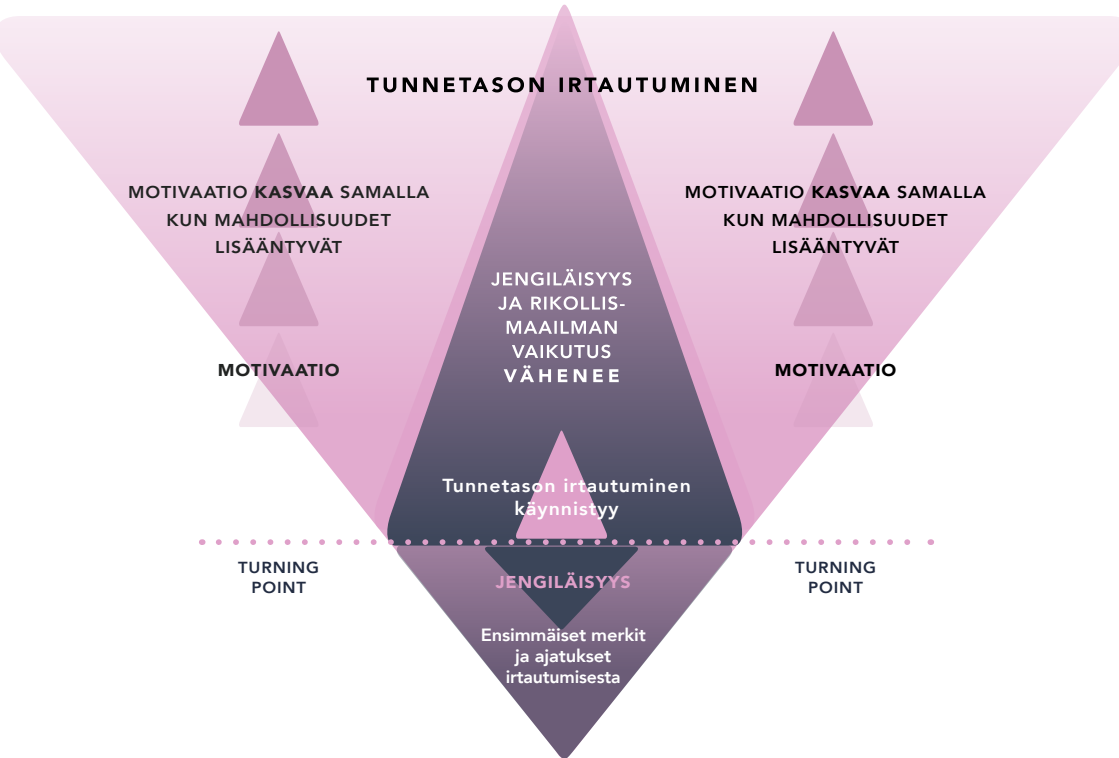 TUNNETASON IRTAUTUMINEN
MOTIVAATIO KASVAA SAMALLA
KUN MAHDOLLISUUDET
LISÄÄNTYVÄT
MOTIVAATIO KASVAA SAMALLA
KUN MAHDOLLISUUDET
LISÄÄNTYVÄT
JENGILÄISYYS
JA RIKOLLIS-
MAAILMAN
VAIKUTUS
VÄHENEE
MOTIVAATIO
MOTIVAATIO
Tunnetason irtautuminen
käynnistyy
TURNING
POINT
JENGILÄISYYS
TURNING
POINT
Ensimmäiset merkit
ja ajatukset
irtautumisesta